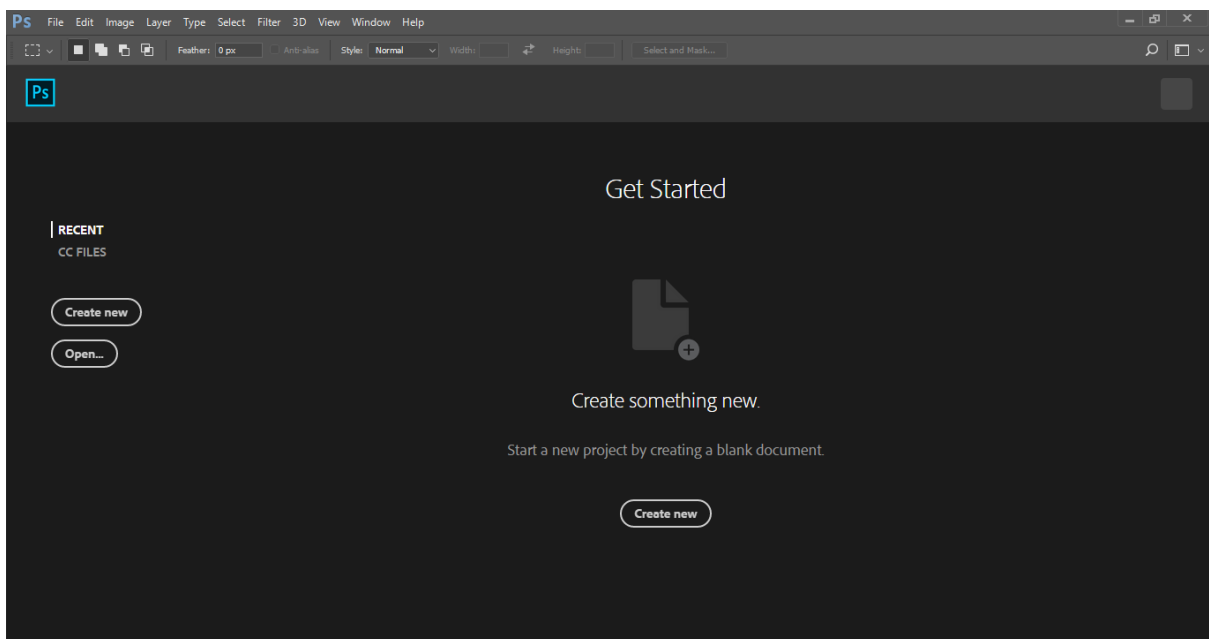 Ps File Edit Image Layer Type Select Filter 3D View Window Help
Feather: 0 px Anti-alias Style: Normal Width: Height: Select and Mask...
Ps
Get Started
RECENT
CC FILES
Create new
Open...
Create something new.
Start a new project by creating a blank document.
Create new